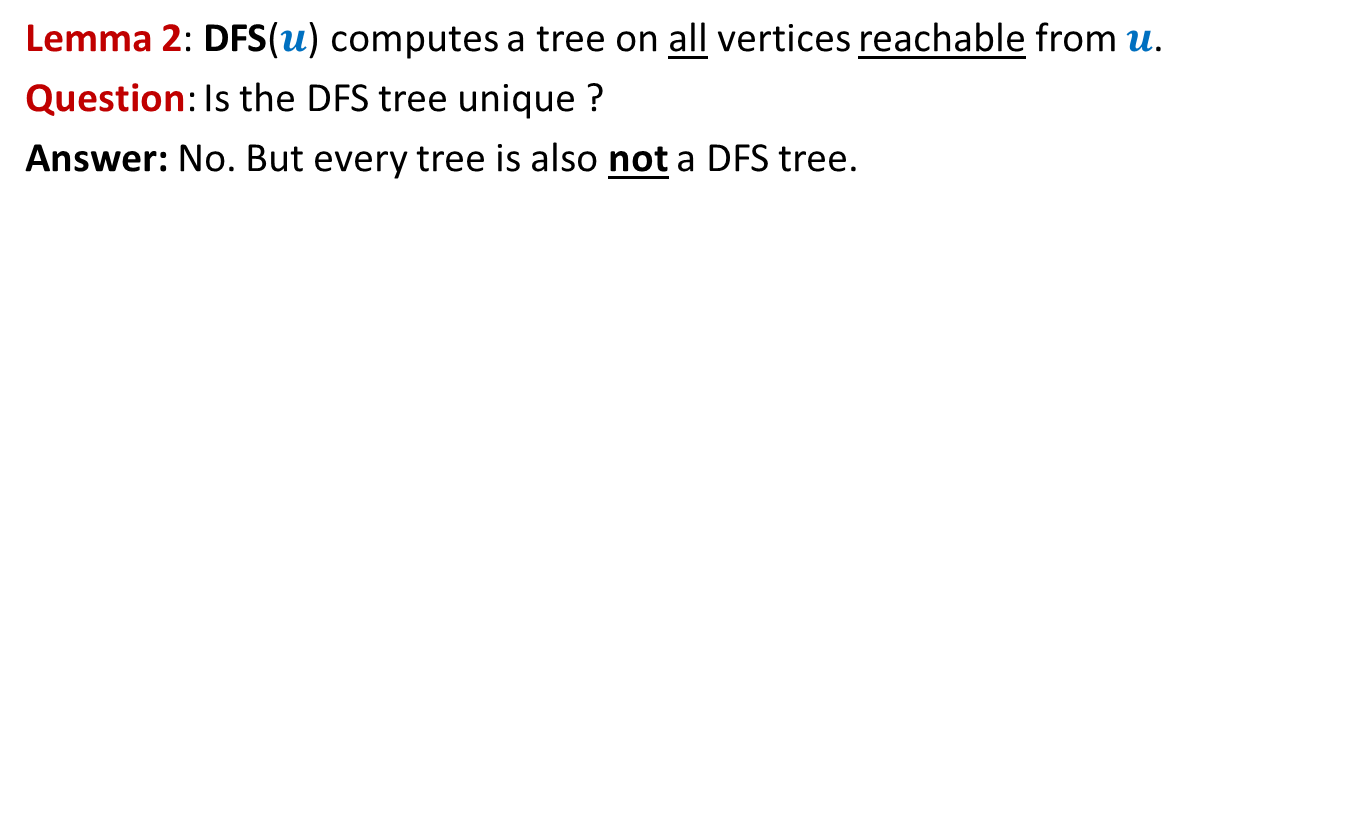 Lemma 2: DFS(u) computes a tree on all vertices reachable from u.
Question: Is the DFS tree unique ?
Answer: No. But every tree is also not a DFS tree.